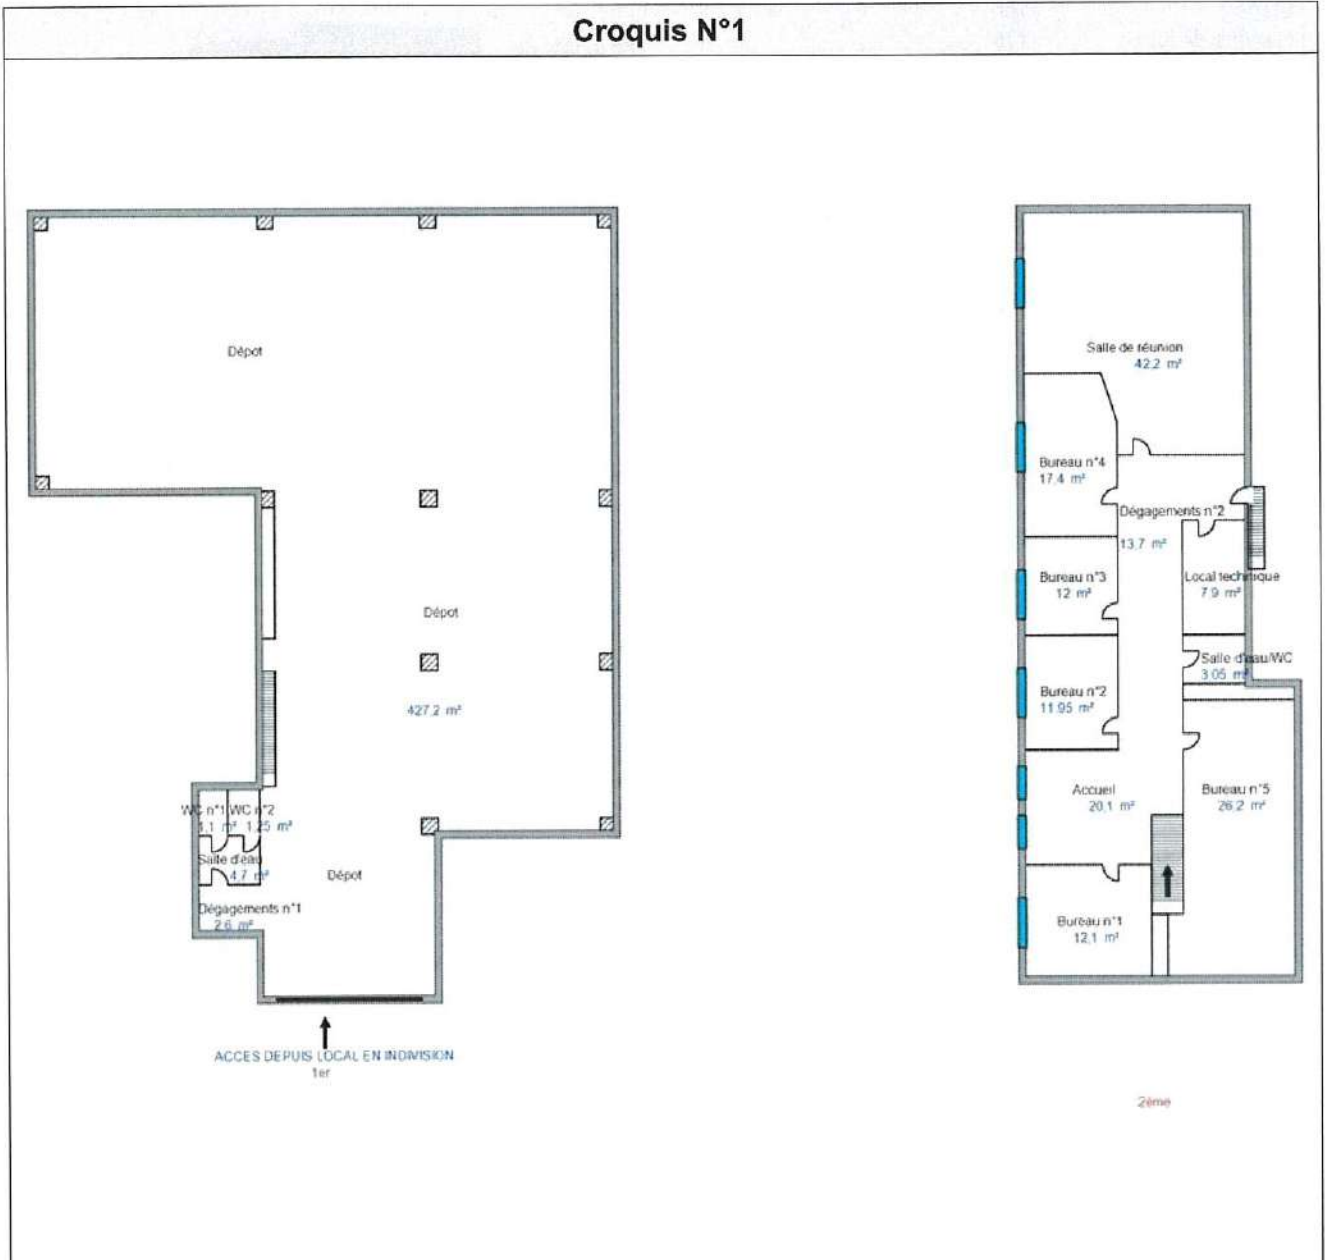 Croquis N°1
Dépot
Dépot
427,2 m²
WC n°1 WC n°2
1,1 m² 1,25 m²
Salle d'eau
4,7 m²
Dépot
Dégagements n°1
2,6 m²
ACCES DEPUIS LOCAL EN INDIVISION
1er
Salle de réunion
42,2 m²
Bureau n°4
17,4 m²
Dégagements n°2
13,7 m²
Bureau n°3
12 m²
Local technique
7,9 m²
Salle d'eau/WC
3,05 m²
Bureau n°2
11,95 m²
Accueil
20,1 m²
Bureau n°5
26,2 m²
Bureau n°1
12,1 m²
2ème